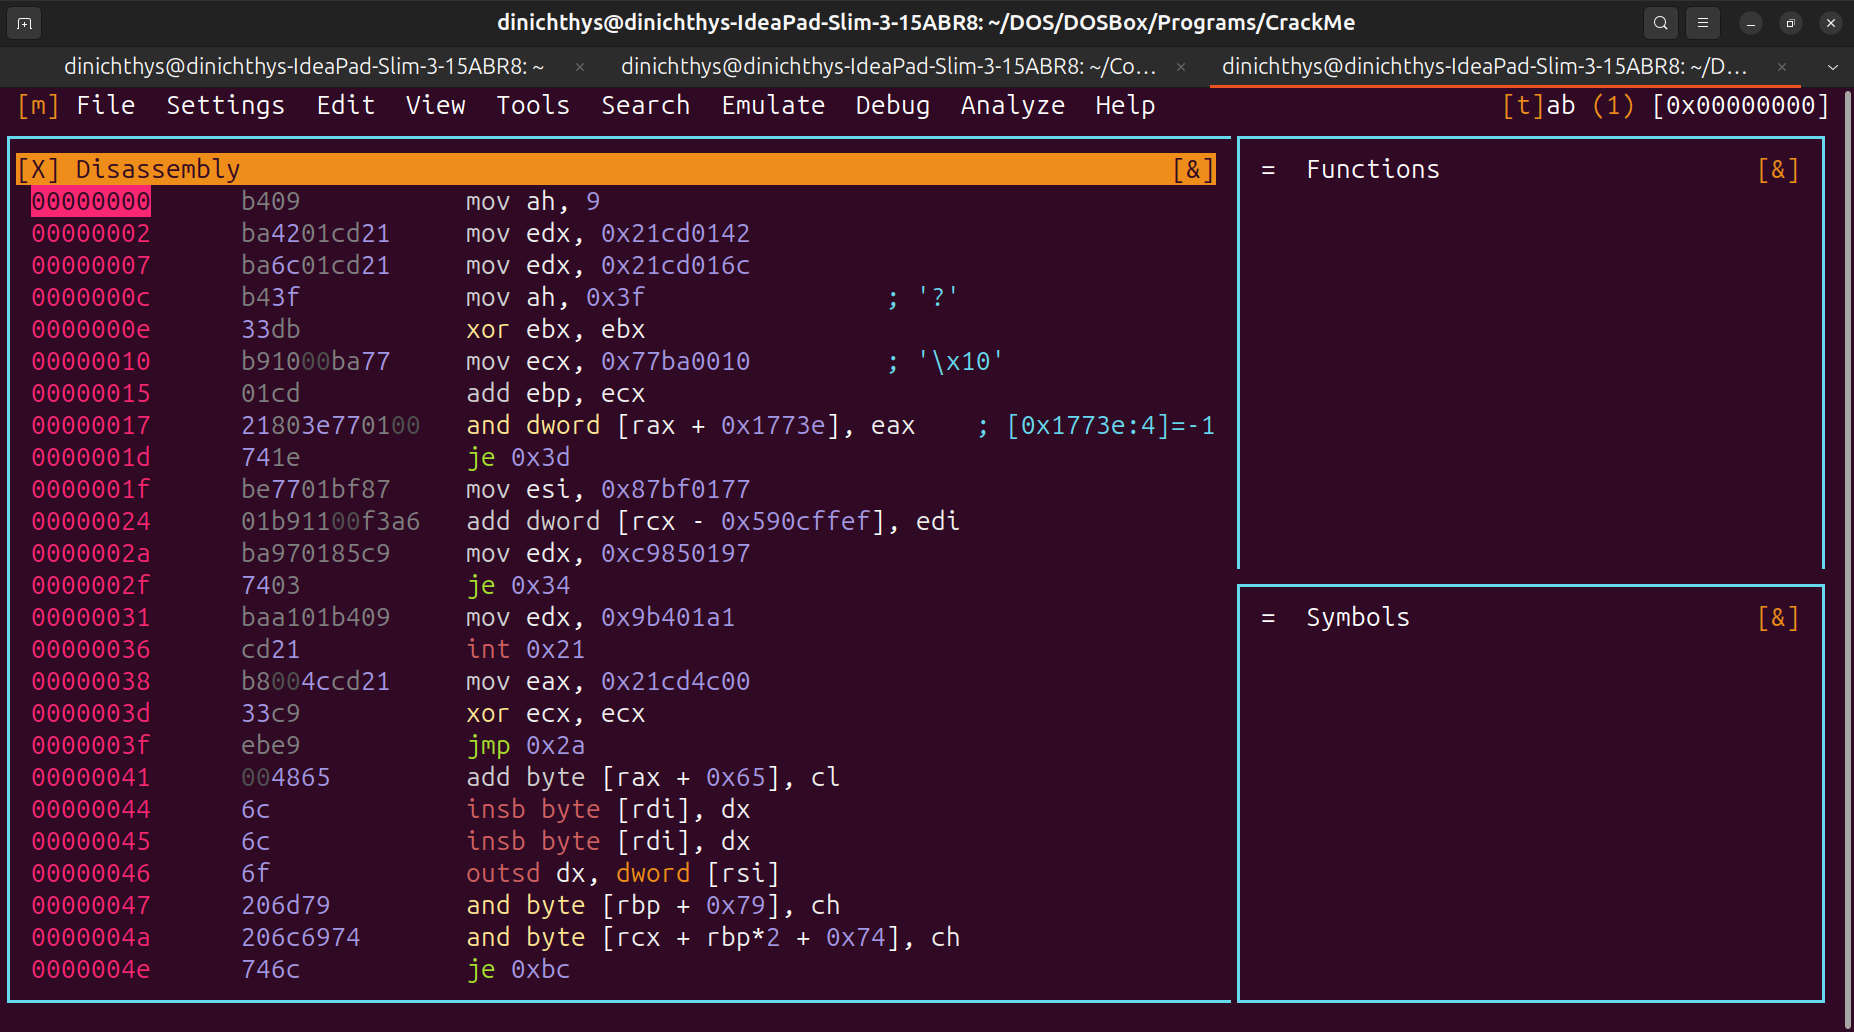 dinichthys@dinichthys-IdeaPad-Slim-3-15ABR8: ~/DOS/DOSBox/Programs/CrackMe
dinichthys@dinichthys-IdeaPad-Slim-3-15ABR8: ~ × dinichthys@dinichthys-IdeaPad-Slim-3-15ABR8: ~/Co... × dinichthys@dinichthys-IdeaPad-Slim-3-15ABR8: ~/D... ×
[m] File Settings Edit View Tools Search Emulate Debug Analyze Help [t]ab (1) [0x00000000]
[X] Disassembly [&]
00000000 b409 mov ah, 9
00000002 ba4201cd21 mov edx, 0x21cd0142
00000007 ba6c01cd21 mov edx, 0x21cd016c
0000000c b43f mov ah, 0x3f ; '?'
0000000e 33db xor ebx, ebx
00000010 b91000ba77 mov ecx, 0x77ba0010 ; '\x10'
00000015 01cd add ebp, ecx
00000017 21803e770100 and dword [rax + 0x1773e], eax ; [0x1773e:4]=-1
0000001d 741e je 0x3d
0000001f be7701bf87 mov esi, 0x87bf0177
00000024 01b91100f3a6 add dword [rcx - 0x590cffef], edi
0000002a ba970185c9 mov edx, 0xc9850197
0000002f 7403 je 0x34
00000031 baa101b409 mov edx, 0x9b401a1
00000036 cd21 int 0x21
00000038 b8004ccd21 mov eax, 0x21cd4c00
0000003d 33c9 xor ecx, ecx
0000003f ebe9 jmp 0x2a
00000041 004865 add byte [rax + 0x65], cl
00000044 6c insb byte [rdi], dx
00000045 6c insb byte [rdi], dx
00000046 6f outsd dx, dword [rsi]
00000047 206d79 and byte [rbp + 0x79], ch
0000004a 206c6974 and byte [rcx + rbp*2 + 0x74], ch
0000004e 746c je 0xbc
= Functions [&]
= Symbols [&]